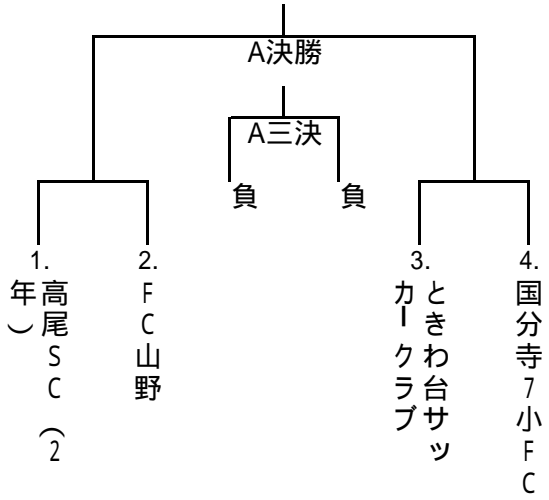 A決勝
A三決
負
負
1.
高尾SC（2
年）
2.
FC山野
3.
ときわ台サッ
カークラブ
4.
国分寺7小FC